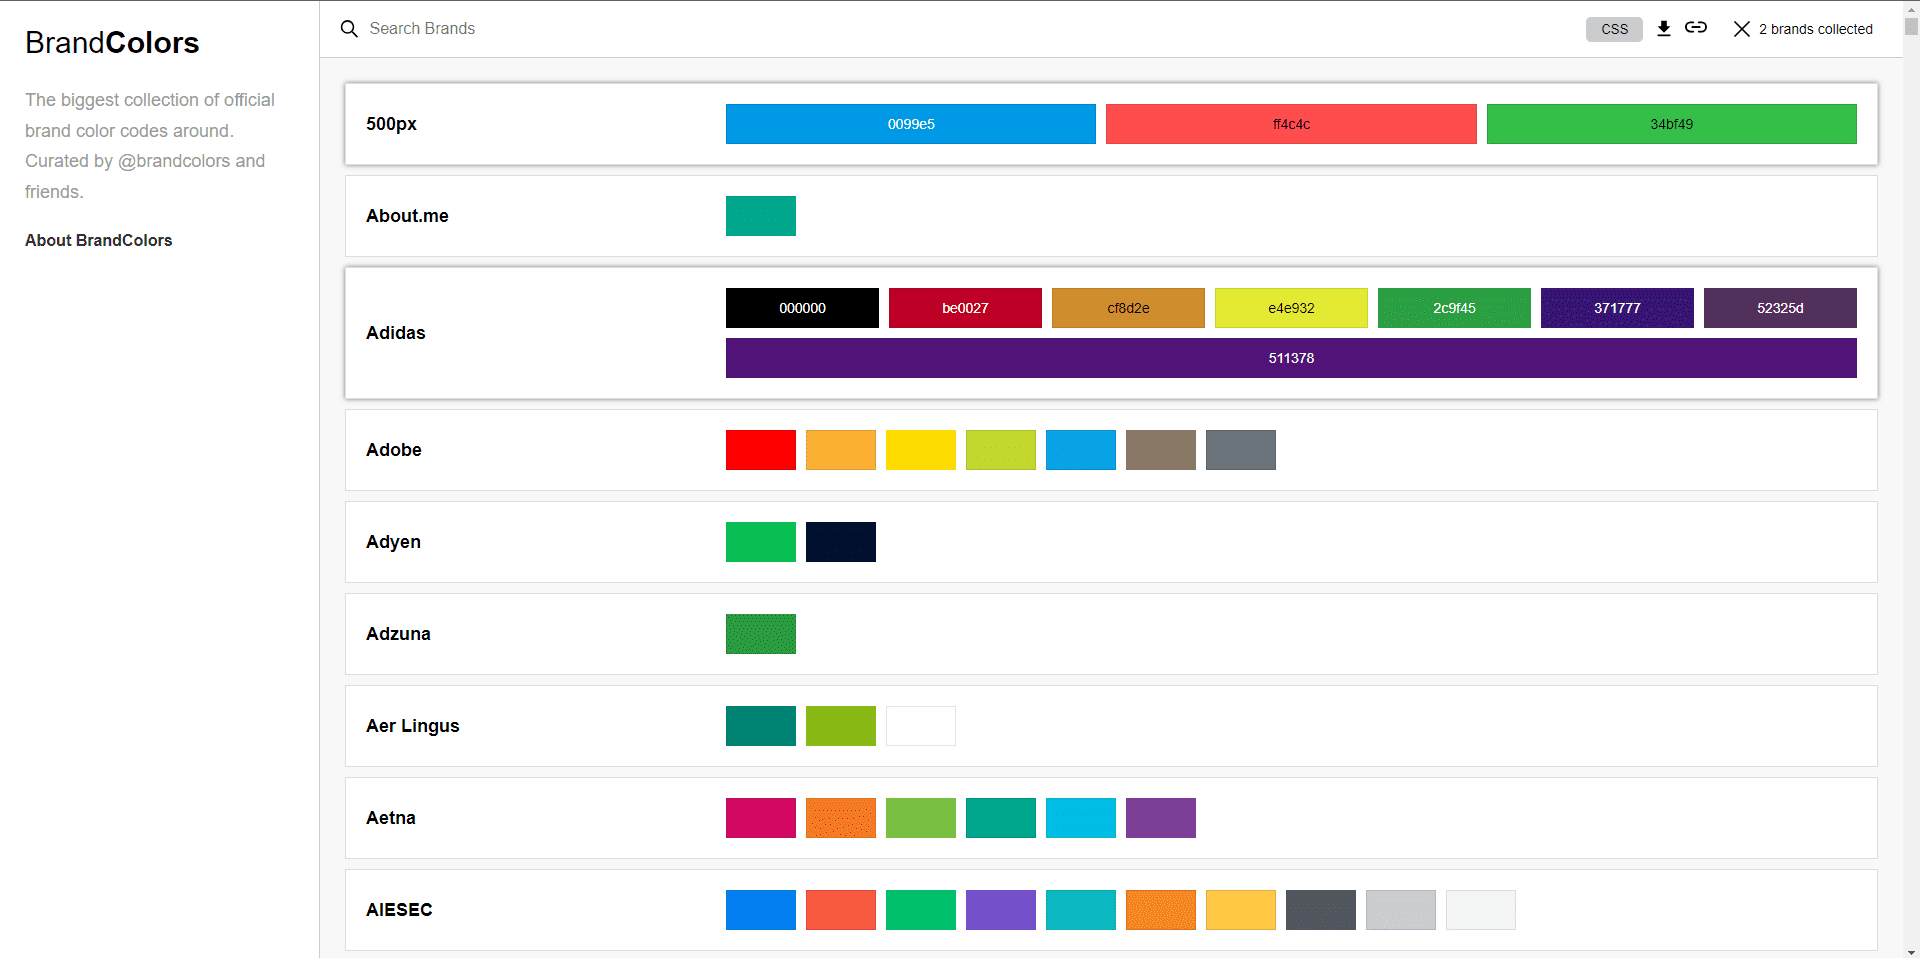 BrandColors
The biggest collection of official
brand color codes around.
Curated by @brandcolors and
friends.
About BrandColors
Search Brands
CSS
2 brands collected
500px
0099e5
ff4c4c
34bf49
About.me
Adidas
000000
be0027
cf8d2e
e4e932
2c9f45
371777
52325d
511378
Adobe
Adyen
Adzuna
Aer Lingus
Aetna
AIESEC